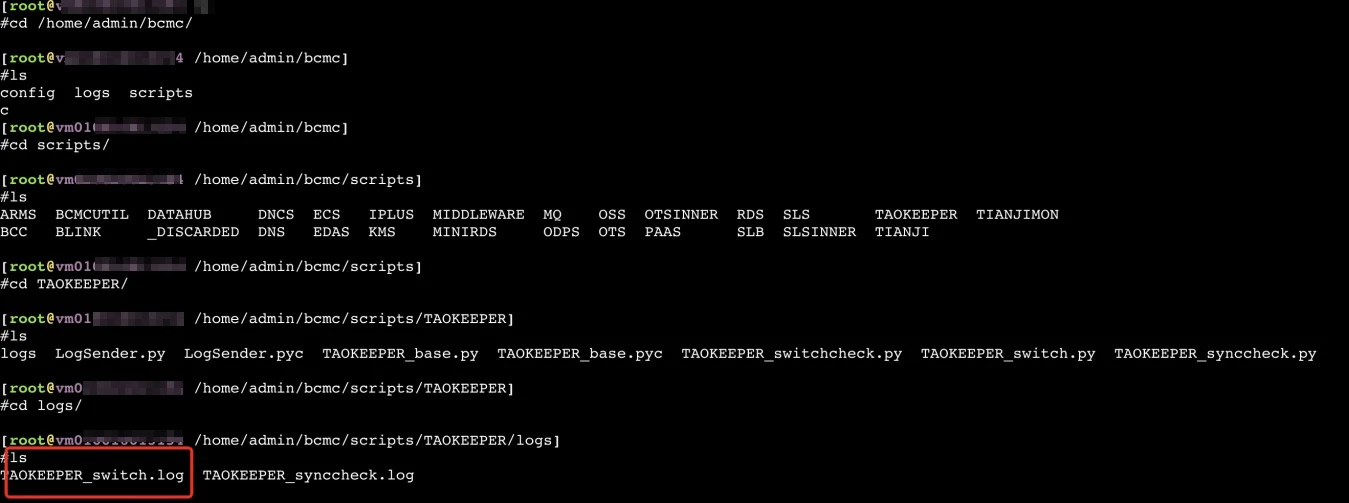 [root@
#cd /home/admin/bcmc/
[root@v 4 /home/admin/bcmc]
#ls
config logs scripts
c
[root@vm01 /home/admin/bcmc]
#cd scripts/
[root@vm /home/admin/bcmc/scripts]
#ls
ARMS BCMCUTIL DATAHUB DNCS ECS IPLUS MIDDLEWARE MQ OSS OTSINNER RDS SLS TAOKEEPER TIANJIMON
BCC BLINK _DISCARDED DNS EDAS KMS MINIRDS ODPS OTS PAAS SLB SLSINNER TIANJI
[root@vm01 /home/admin/bcmc/scripts]
#cd TAOKEEPER/
[root@vm01 /home/admin/bcmc/scripts/TAOKEEPER]
#ls
logs LogSender.py LogSender.pyc TAOKEEPER_base.py TAOKEEPER_base.pyc TAOKEEPER_switchcheck.py TAOKEEPER_switch.py TAOKEEPER_synccheck.py
[root@vm0 /home/admin/bcmc/scripts/TAOKEEPER]
#cd logs/
[root@vm0 /home/admin/bcmc/scripts/TAOKEEPER/logs]
#ls
TAOKEEPER_switch.log TAOKEEPER_synccheck.log